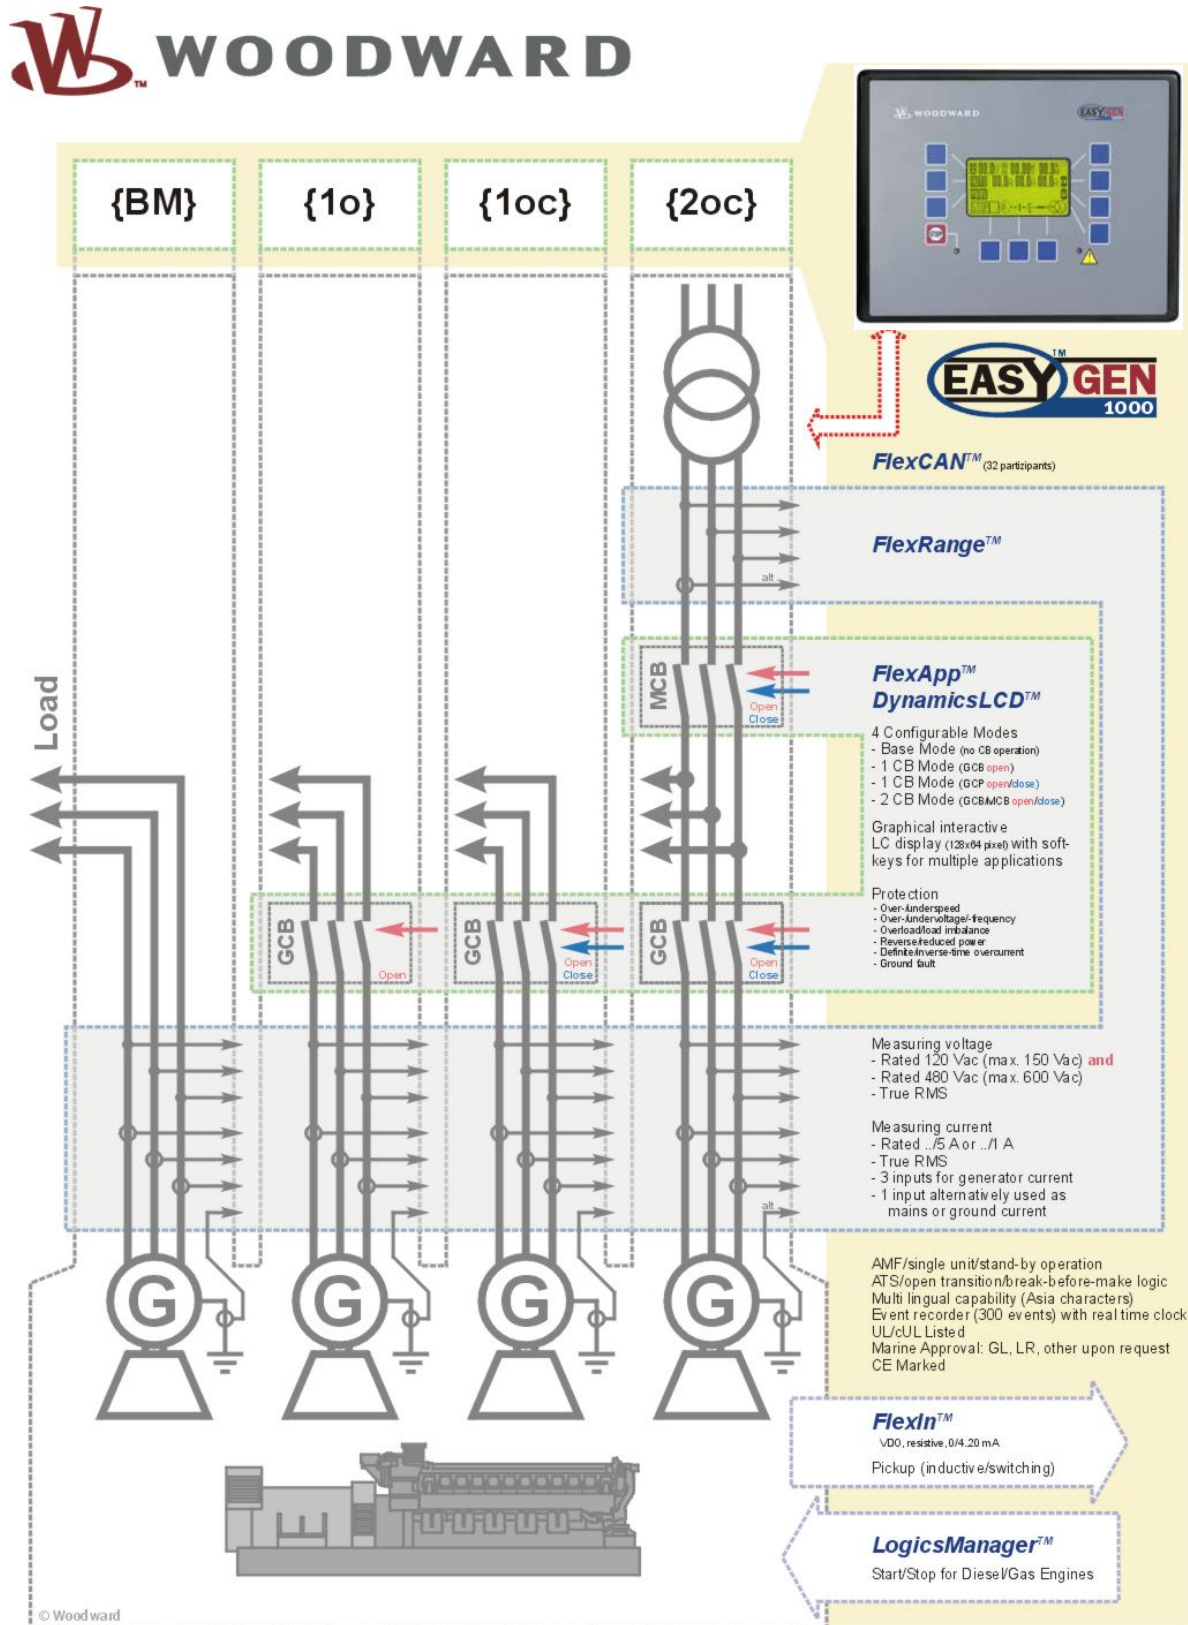 WOODWARD
WOODWARD
EASYGEN
{BM}
{1o}
{1oc}
{2oc}
STOP
EASYGEN™
1000
FlexCAN™ (32 partizipants)
FlexRange™
alt.
MCB
Open
Close
FlexApp™
DynamicsLCD™
4 Configurable Modes
- Base Mode (no CB operation)
- 1 CB Mode (GCB open)
- 1 CB Mode (GCP open/close)
- 2 CB Mode (GCB/MCB open/close)
Graphical interactive
LC display (128x64 pixel) with soft-
keys for multiple applications
Protection
- Over-/underspeed
- Over-/undervoltage/-frequency
- Overload/load imbalance
- Reverse/reduced power
- Definite/inverse-time overcurrent
- Ground fault
Load
GCB
Open
GCB
Open
Close
GCB
Open
Close
Measuring voltage
- Rated 120 Vac (max. 150 Vac) and
- Rated 480 Vac (max. 600 Vac)
- True RMS
Measuring current
- Rated ../5 A or ../1 A
- True RMS
- 3 inputs for generator current
- 1 input alternatively used as
mains or ground current
alt.
G
G
G
G
AMF/single unit/stand-by operation
ATS/open transition/break-before-make logic
Multi lingual capability (Asia characters)
Event recorder (300 events) with real time clock
UL/cUL Listed
Marine Approval: GL, LR, other upon request
CE Marked
FlexIn™
VDO, resistive, 0/4..20 mA
Pickup (inductive/switching)
LogicsManager™
Start/Stop for Diesel/Gas Engines
© Woodward